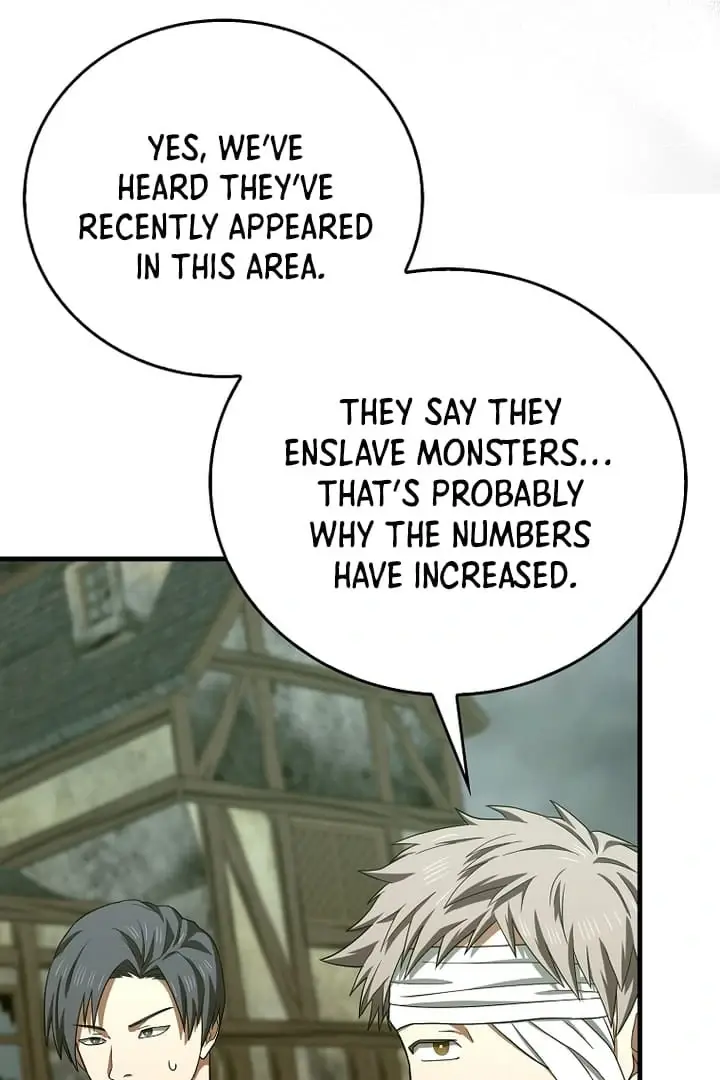 YES, WE'VE
HEARD THEY'VE
RECENTLY APPEARED
IN THIS AREA.
THEY SAY THEY
ENSLAVE MONSTERS...
THAT'S PROBABLY
WHY THE NUMBERS
HAVE INCREASED.